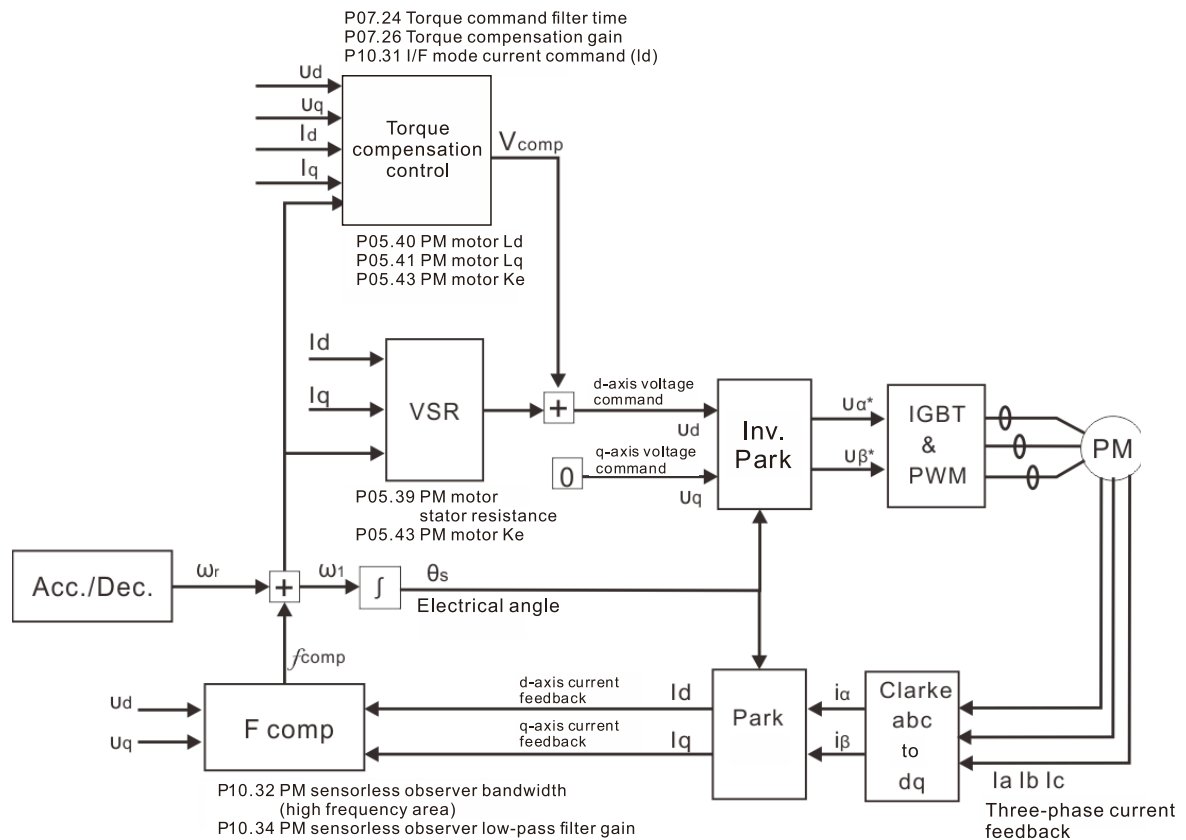 P07.24 Torque command filter time
P07.26 Torque compensation gain
P10.31 I/F mode current command (Id)
ud
uq
Id
Iq
Torque
compensation
control
Vcomp
P05.40 PM motor Ld
P05.41 PM motor Lq
P05.43 PM motor Ke
Id
Iq
VSR
+
d-axis voltage
command
ud
0
q-axis voltage
command
uq
Inv.
Park
uα*
uβ*
IGBT
&
PWM
PM
P05.39 PM motor
stator resistance
P05.43 PM motor Ke
Acc./Dec.
ωr
+
ω1
∫
θs
Electrical angle
fcomp
ud
uq
F comp
d-axis current
feedback
Id
q-axis current
feedback
Iq
Park
iα
iβ
Clarke
abc
to
dq
Ia Ib Ic
Three-phase current
feedback
P10.32 PM sensorless observer bandwidth
(high frequency area)
P10.34 PM sensorless observer low-pass filter gain